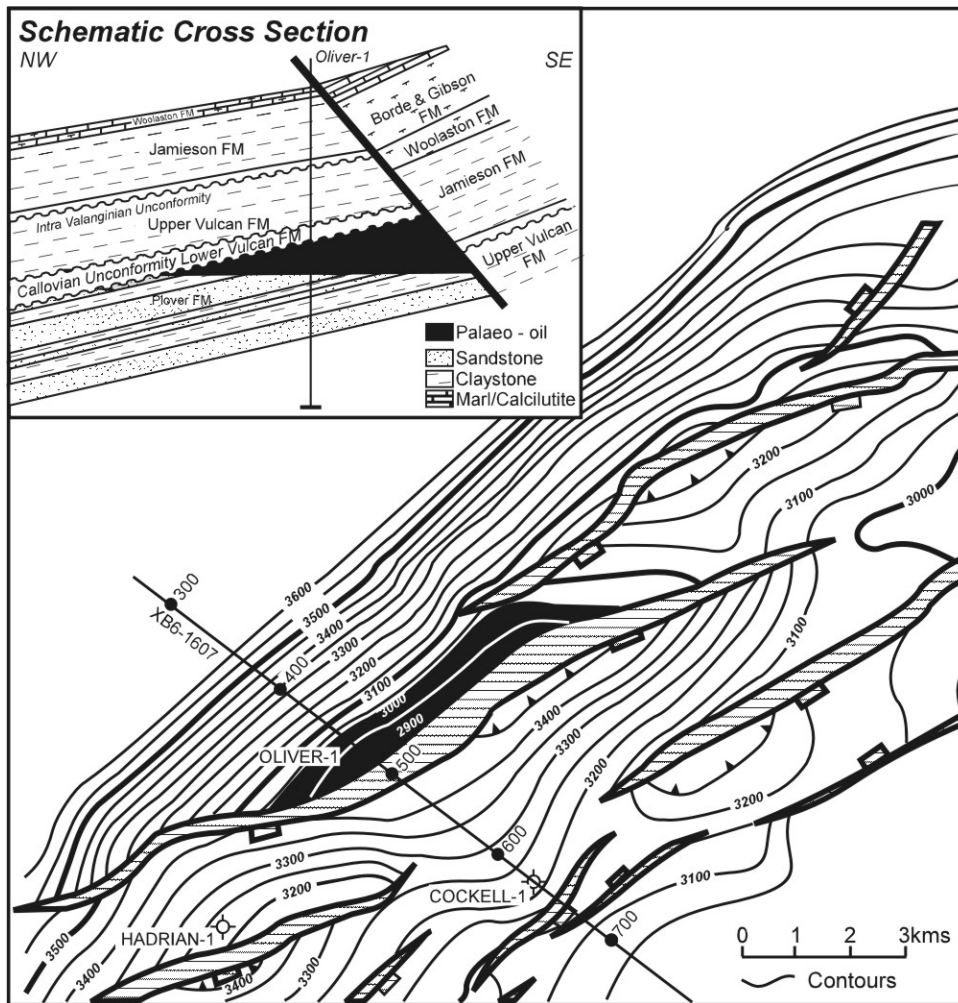 Schematic Cross Section
NW
Oliver-1
SE
Woolaston FM
Borde & Gibson
FM
Jamieson FM
Woolaston FM
Jamieson FM
Intra Valanginian Unconformity
Upper Vulcan FM
Callovian Unconformity Lower Vulcan FM
Upper Vulcan
FM
Plover FM
Palaeo - oil
Sandstone
Claystone
Marl/Calcilutite
3200
3100
3000
300
XB6-1607
3600
3500
3400
3300
3200
3100
3000
2900
400
OLIVER-1
500
3400
3300
3200
3100
3200
600
3300
3200
COCKELL-1
3100
HADRIAN-1
700
3500
3400
3300
3400
0 1 2 3kms
Contours